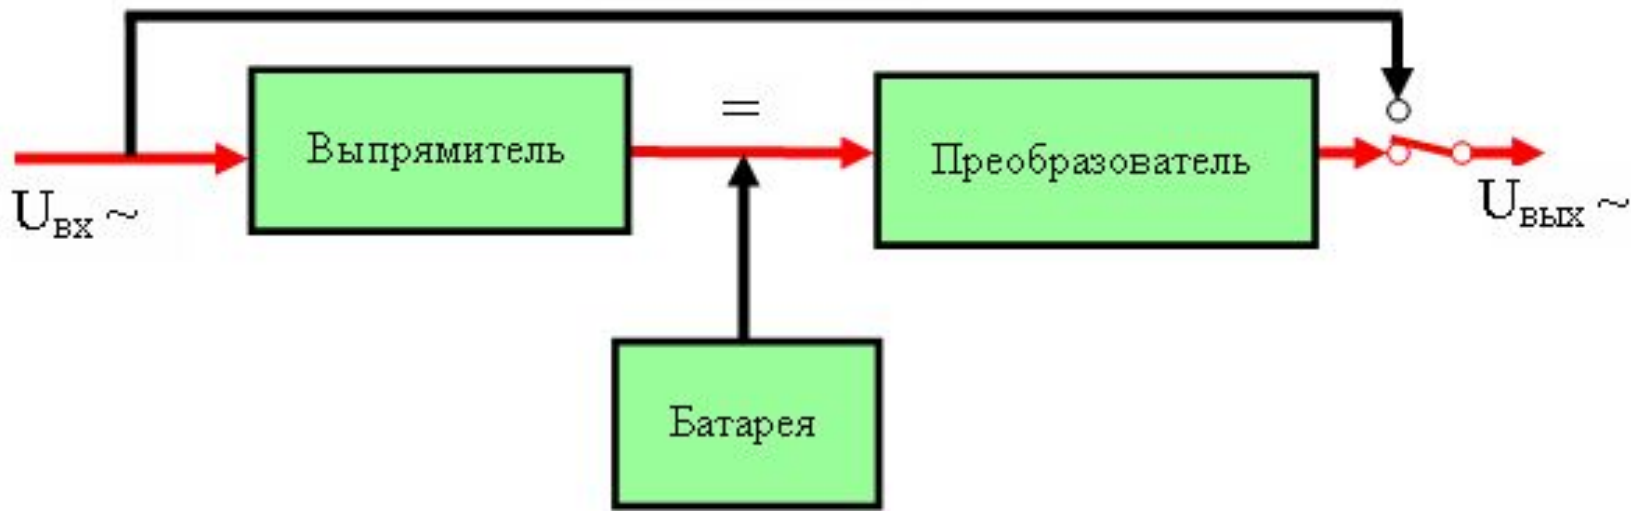 =
Выпрямитель
Преобразователь
Uвх ~
Uвых ~
Батарея